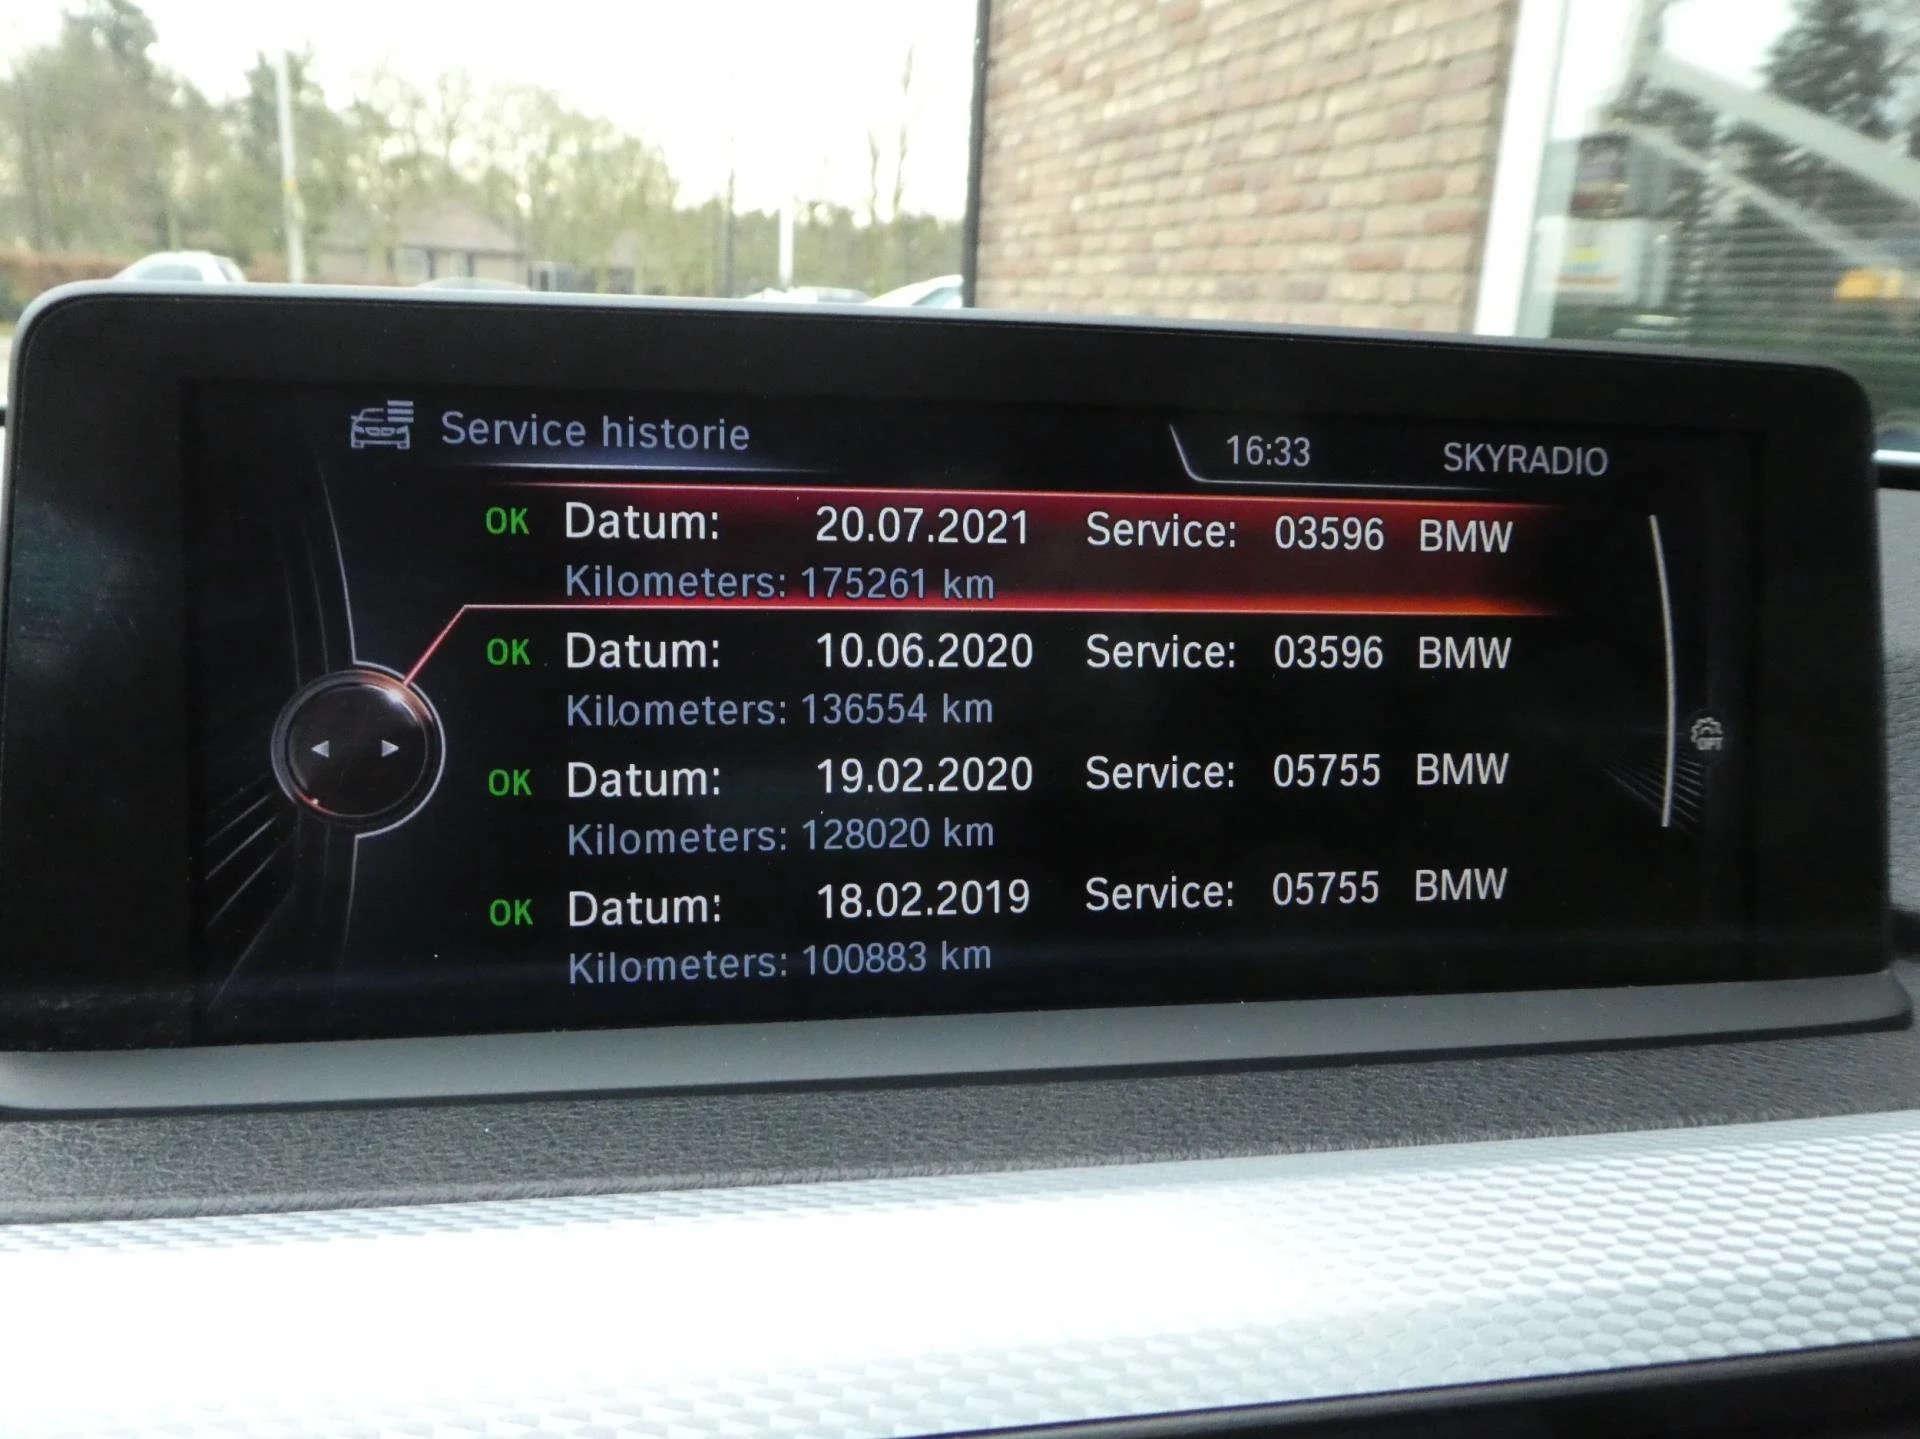 Service historie
16:33 SKYRADIO
OK Datum: 20.07.2021 Service: 03596 BMW
Kilometers: 175261 km
OK Datum: 10.06.2020 Service: 03596 BMW
Kilometers: 136554 km
OK Datum: 19.02.2020 Service: 05755 BMW
Kilometers: 128020 km
OK Datum: 18.02.2019 Service: 05755 BMW
Kilometers: 100883 km
OPT